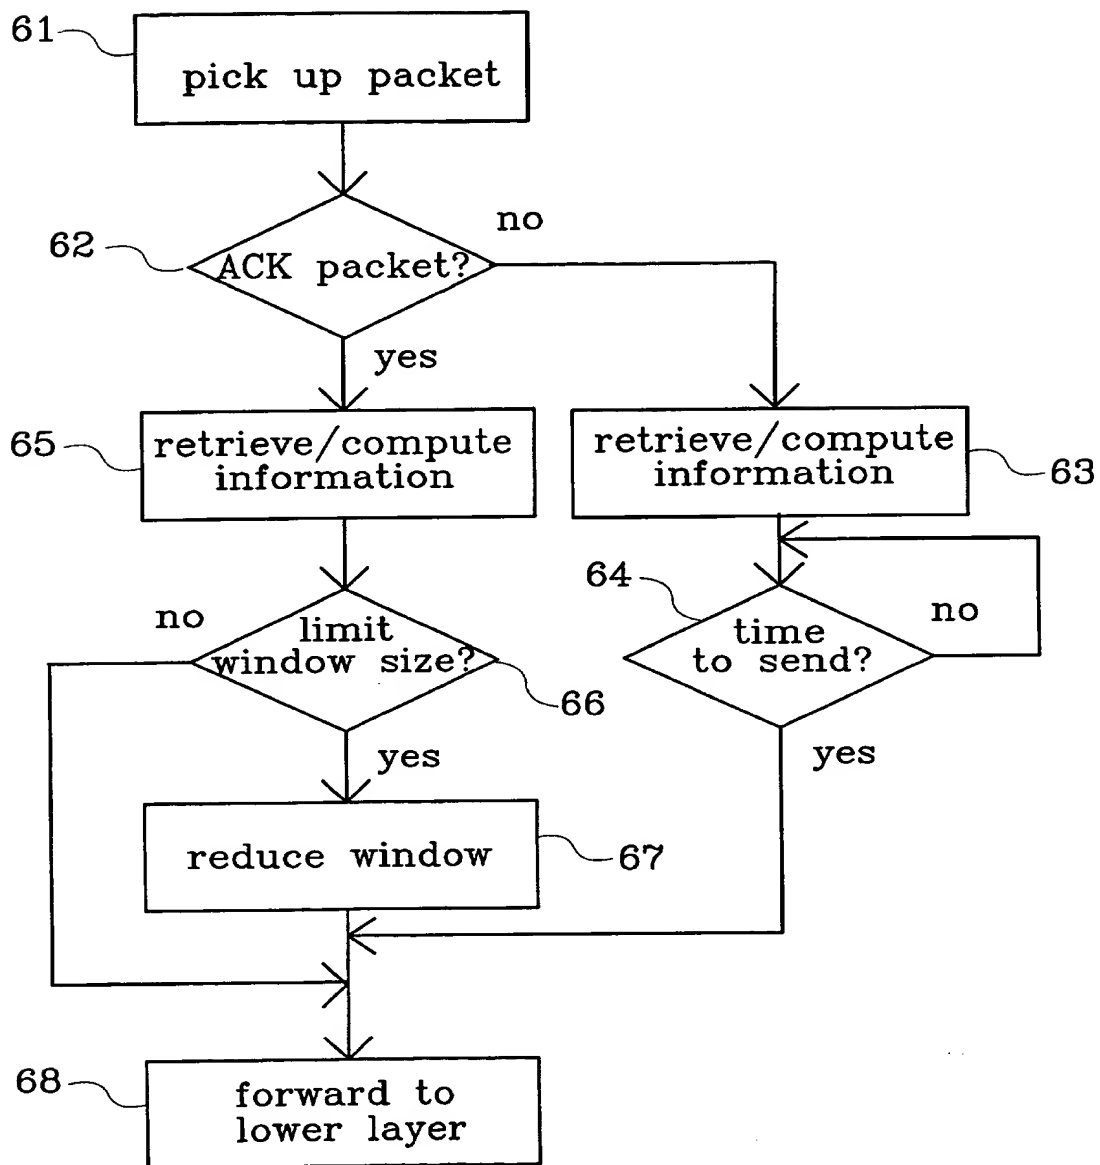 61
pick up packet
62
ACK packet?
no
yes
65
retrieve/compute
information
retrieve/compute
information
63
no
limit
window size?
66
64
time
to send?
no
yes
yes
reduce window
67
68
forward to
lower layer